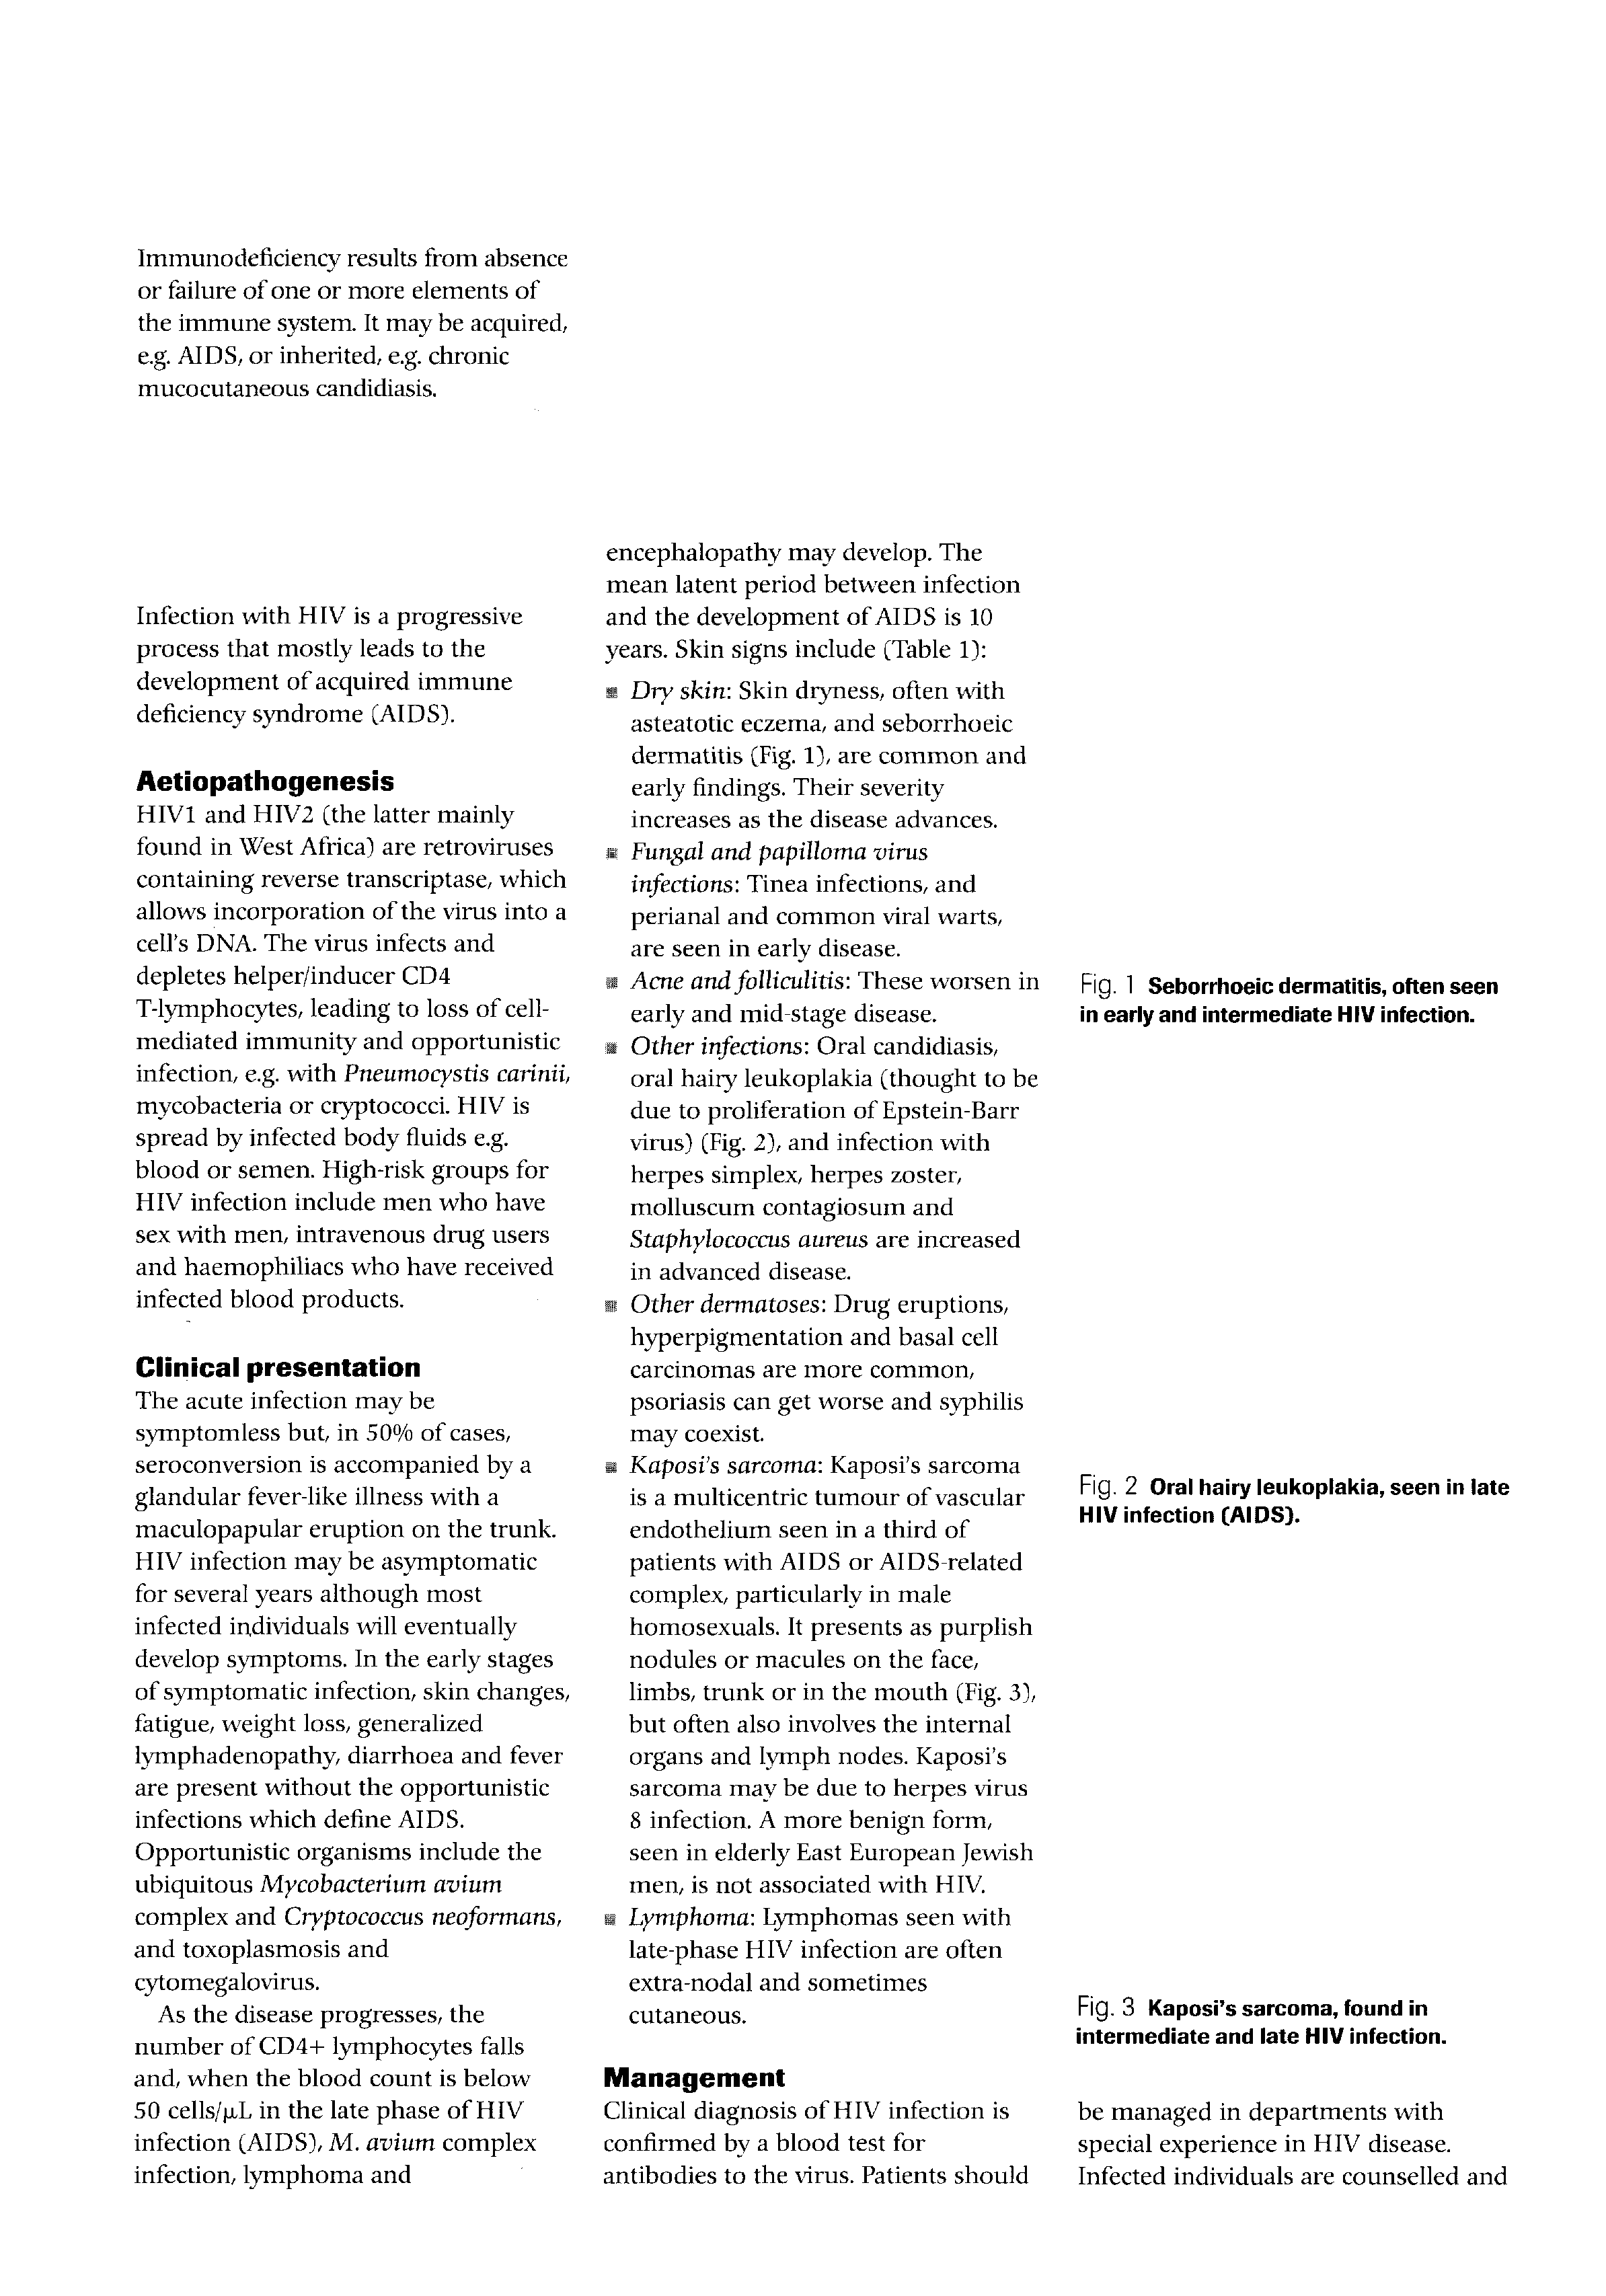 Immunodeficiency results from absence
or failure of one or more elements of
the immune system. It may be acquired,
e.g. AIDS, or inherited, e.g. chronic
mucocutaneous candidiasis.
Infection with HIV is a progressive
process that mostly leads to the
development of acquired immune
deficiency syndrome (AIDS).
Aetiopathogenesis
HIV1 and HIV2 (the latter mainly
found in West Africa) are retroviruses
containing reverse transcriptase, which
allows incorporation of the virus into a
cell's DNA. The virus infects and
depletes helper/inducer CD4
T-lymphocytes, leading to loss of cell-
mediated immunity and opportunistic
infection, e.g. with Pneumocystis carinii,
mycobacteria or cryptococci. HIV is
spread by infected body fluids e.g.
blood or semen. High-risk groups for
HIV infection include men who have
sex with men, intravenous drug users
and haemophiliacs who have received
infected blood products.
Clinical presentation
The acute infection may be
symptomless but, in 50% of cases,
seroconversion is accompanied by a
glandular fever-like illness with a
maculopapular eruption on the trunk.
HIV infection may be asymptomatic
for several years although most
infected individuals will eventually
develop symptoms. In the early stages
of symptomatic infection, skin changes,
fatigue, weight loss, generalized
lymphadenopathy, diarrhoea and fever
are present without the opportunistic
infections which define AIDS.
Opportunistic organisms include the
ubiquitous Mycobacterium avium
complex and Cryptococcus neoformans,
and toxoplasmosis and
cytomegalovirus.
As the disease progresses, the
number of CD4+ lymphocytes falls
and, when the blood count is below
50 cells/μL in the late phase of HIV
infection (AIDS), M. avium complex
infection, lymphoma and
encephalopathy may develop. The
mean latent period between infection
and the development of AIDS is 10
years. Skin signs include (Table 1):
■ Dry skin: Skin dryness, often with
asteatotic eczema, and seborrhoeic
dermatitis (Fig. 1), are common and
early findings. Their severity
increases as the disease advances.
■ Fungal and papilloma virus
infections: Tinea infections, and
perianal and common viral warts,
are seen in early disease.
■ Acne and folliculitis: These worsen in
early and mid-stage disease.
■ Other infections: Oral candidiasis,
oral hairy leukoplakia (thought to be
due to proliferation of Epstein-Barr
virus) (Fig. 2), and infection with
herpes simplex, herpes zoster,
molluscum contagiosum and
Staphylococcus aureus are increased
in advanced disease.
■ Other dermatoses: Drug eruptions,
hyperpigmentation and basal cell
carcinomas are more common,
psoriasis can get worse and syphilis
may coexist.
■ Kaposi's sarcoma: Kaposi's sarcoma
is a multicentric tumour of vascular
endothelium seen in a third of
patients with AIDS or AIDS-related
complex, particularly in male
homosexuals. It presents as purplish
nodules or macules on the face,
limbs, trunk or in the mouth (Fig. 3),
but often also involves the internal
organs and lymph nodes. Kaposi's
sarcoma may be due to herpes virus
8 infection. A more benign form,
seen in elderly East European Jewish
men, is not associated with HIV.
■ Lymphoma: Lymphomas seen with
late-phase HIV infection are often
extra-nodal and sometimes
cutaneous.
Management
Clinical diagnosis of HIV infection is
confirmed by a blood test for
antibodies to the virus. Patients should
Fig. 1 Seborrhoeic dermatitis, often seen
in early and intermediate HIV infection.
Fig. 2 Oral hairy leukoplakia, seen in late
HIV infection (AIDS).
Fig. 3 Kaposi's sarcoma, found in
intermediate and late HIV infection.
be managed in departments with
special experience in HIV disease.
Infected individuals are counselled and